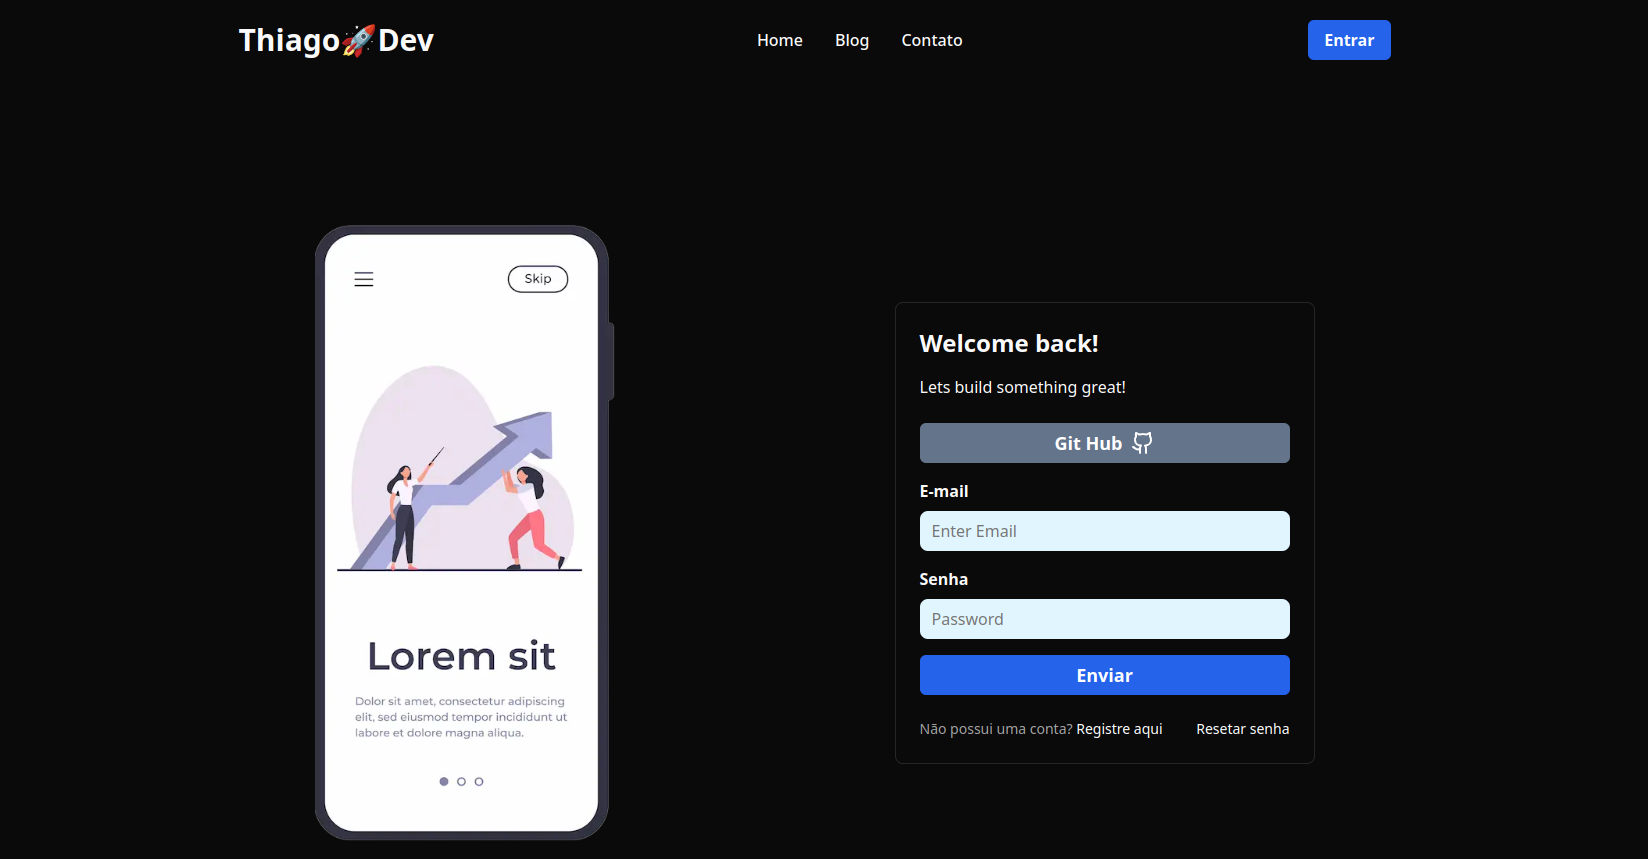 Thiago🚀Dev
Home
Blog
Contato
Entrar
Skip
Lorem sit
Dolor sit amet, consectetur adipiscing
elit, sed eiusmod tempor incididunt ut
labore et dolore magna aliqua.
Welcome back!
Lets build something great!
Git Hub
E-mail
Enter Email
Senha
Password
Enviar
Não possui uma conta? Registre aqui
Resetar senha